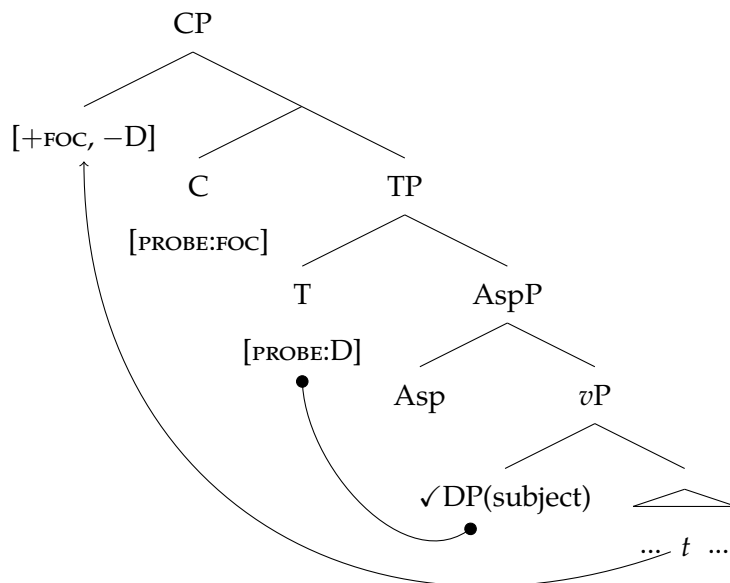 CP
[+FOC, −D]
C
TP
[PROBE:FOC]
T
AspP
[PROBE:D]
Asp
vP
✓DP(subject)
... t ...